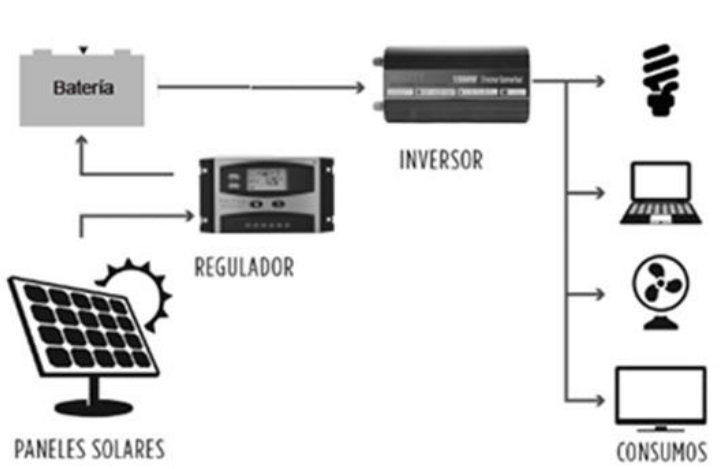 Batería
INVERSOR
REGULADOR
PANELES SOLARES
CONSUMOS